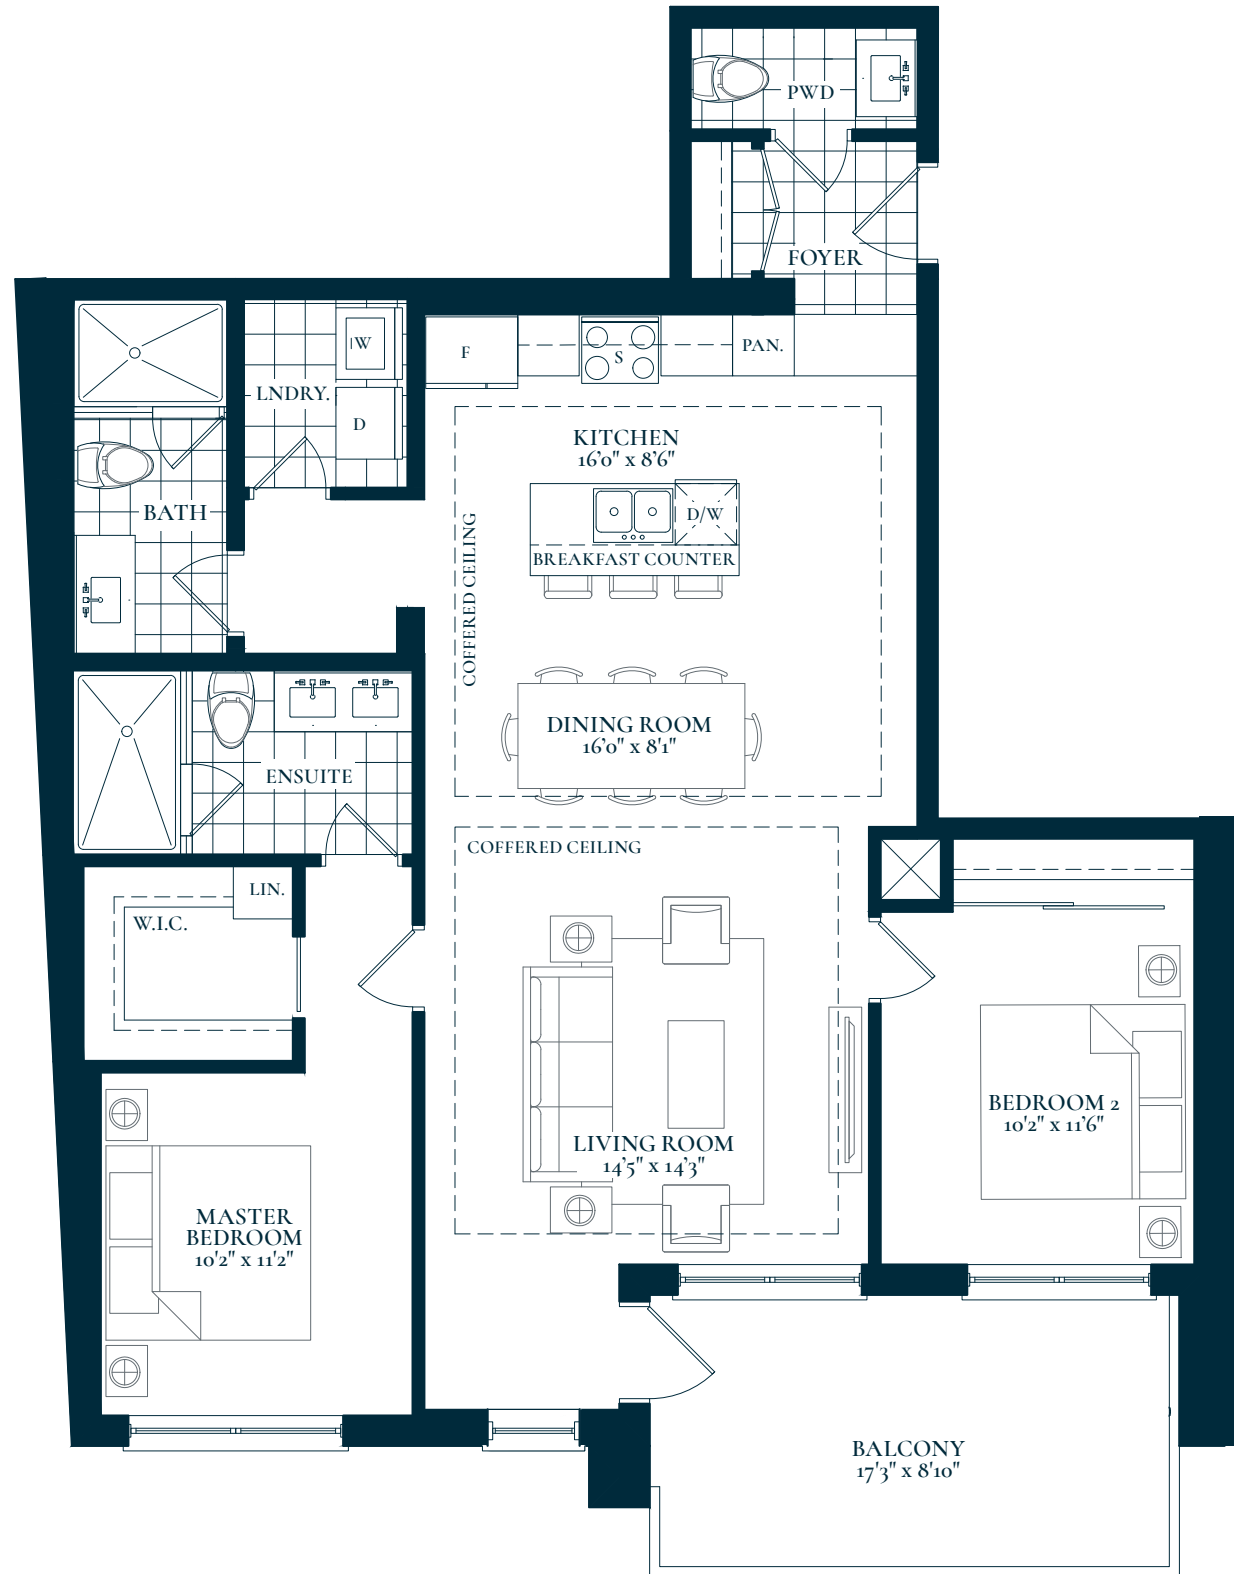 PWD
FOYER
W
LNDRY.
D
F
S
PAN.
KITCHEN
16'0" x 8'6"
D/W
BREAKFAST COUNTER
COFFERED CEILING
BATH
DINING ROOM
16'0" x 8'1"
ENSUITE
COFFERED CEILING
LIN.
W.I.C.
LIVING ROOM
14'5" x 14'3"
BEDROOM 2
10'2" x 11'6"
MASTER
BEDROOM
10'2" x 11'2"
BALCONY
17'3" x 8'10"